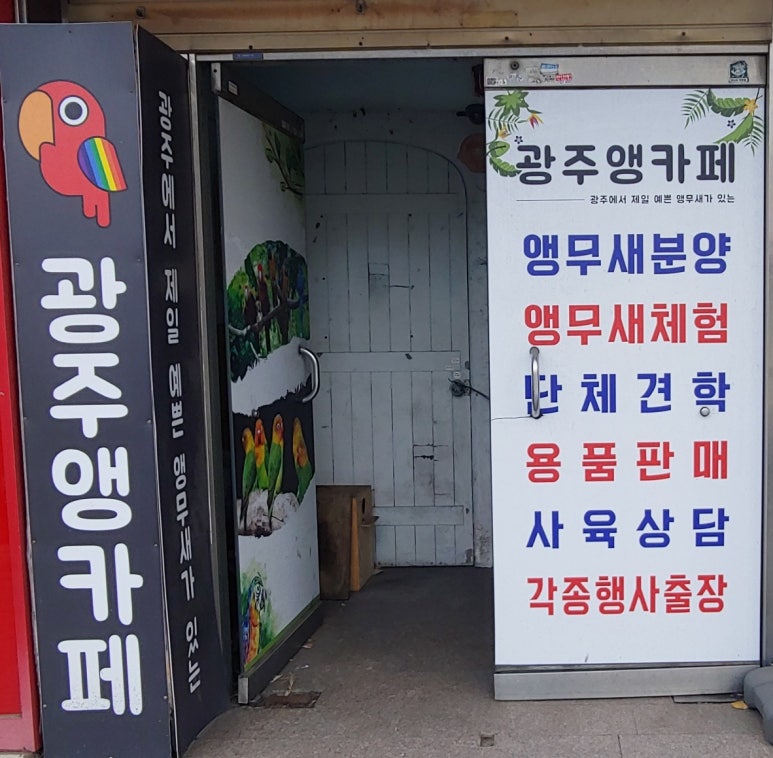 광주앵카페
광주에서 제일 예쁜 앵무새가 있는
광주앵카페
광주에서 제일 예쁜 앵무새가 있는
앵무새분양
앵무새체험
단체견학
용품판매
사육상담
각종행사출장